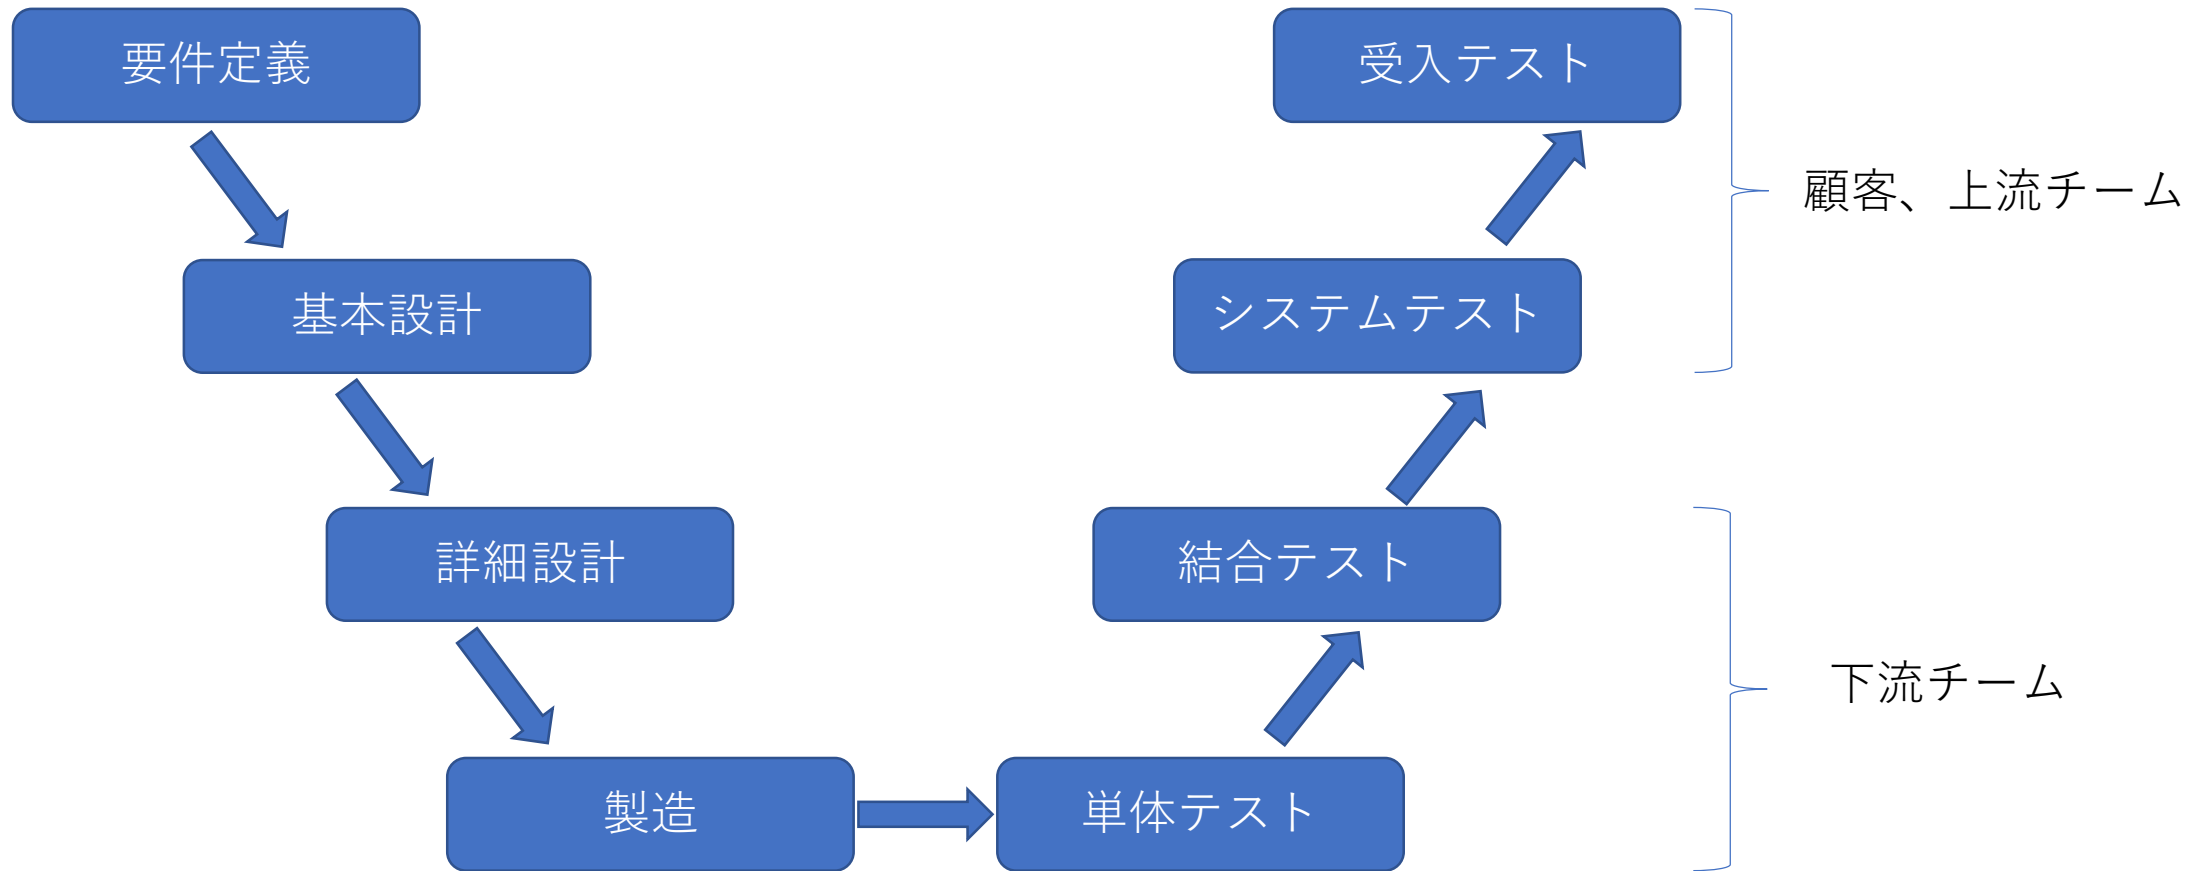 要件定義
受入テスト
顧客、上流チーム
基本設計
システムテスト
詳細設計
結合テスト
下流チーム
製造
単体テスト